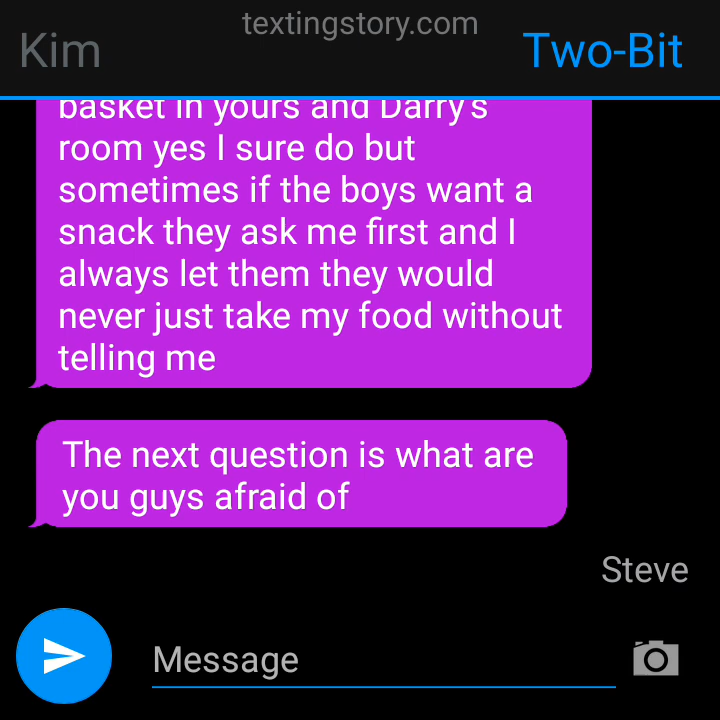 textingstory.com
Kim
Two-Bit
basket in yours and Darry's
room yes I sure do but
sometimes if the boys want a
snack they ask me first and I
always let them they would
never just take my food without
telling me
The next question is what are
you guys afraid of
Steve
Message